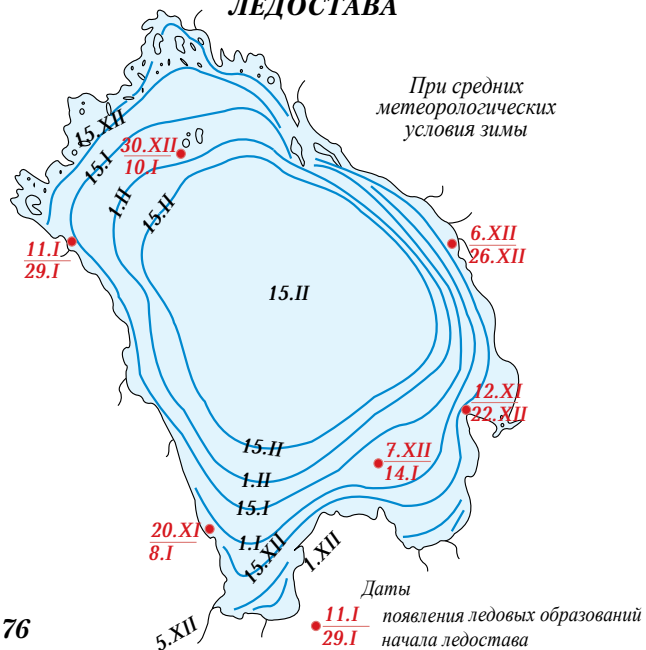 ЛЕДОСТАВА
При средних
метеорологических
условия зимы
15.XII
30.XII
10.I
15.I
1.II
15.II
11.I
29.I
6.XII
26.XII
15.II
12.XI
22.XII
15.II
7.XII
14.I
1.II
15.I
20.XI
8.I
1.I
15.XII
1.XII
5.XII
Даты
11.I появления ледовых образований
29.I начала ледостава
76